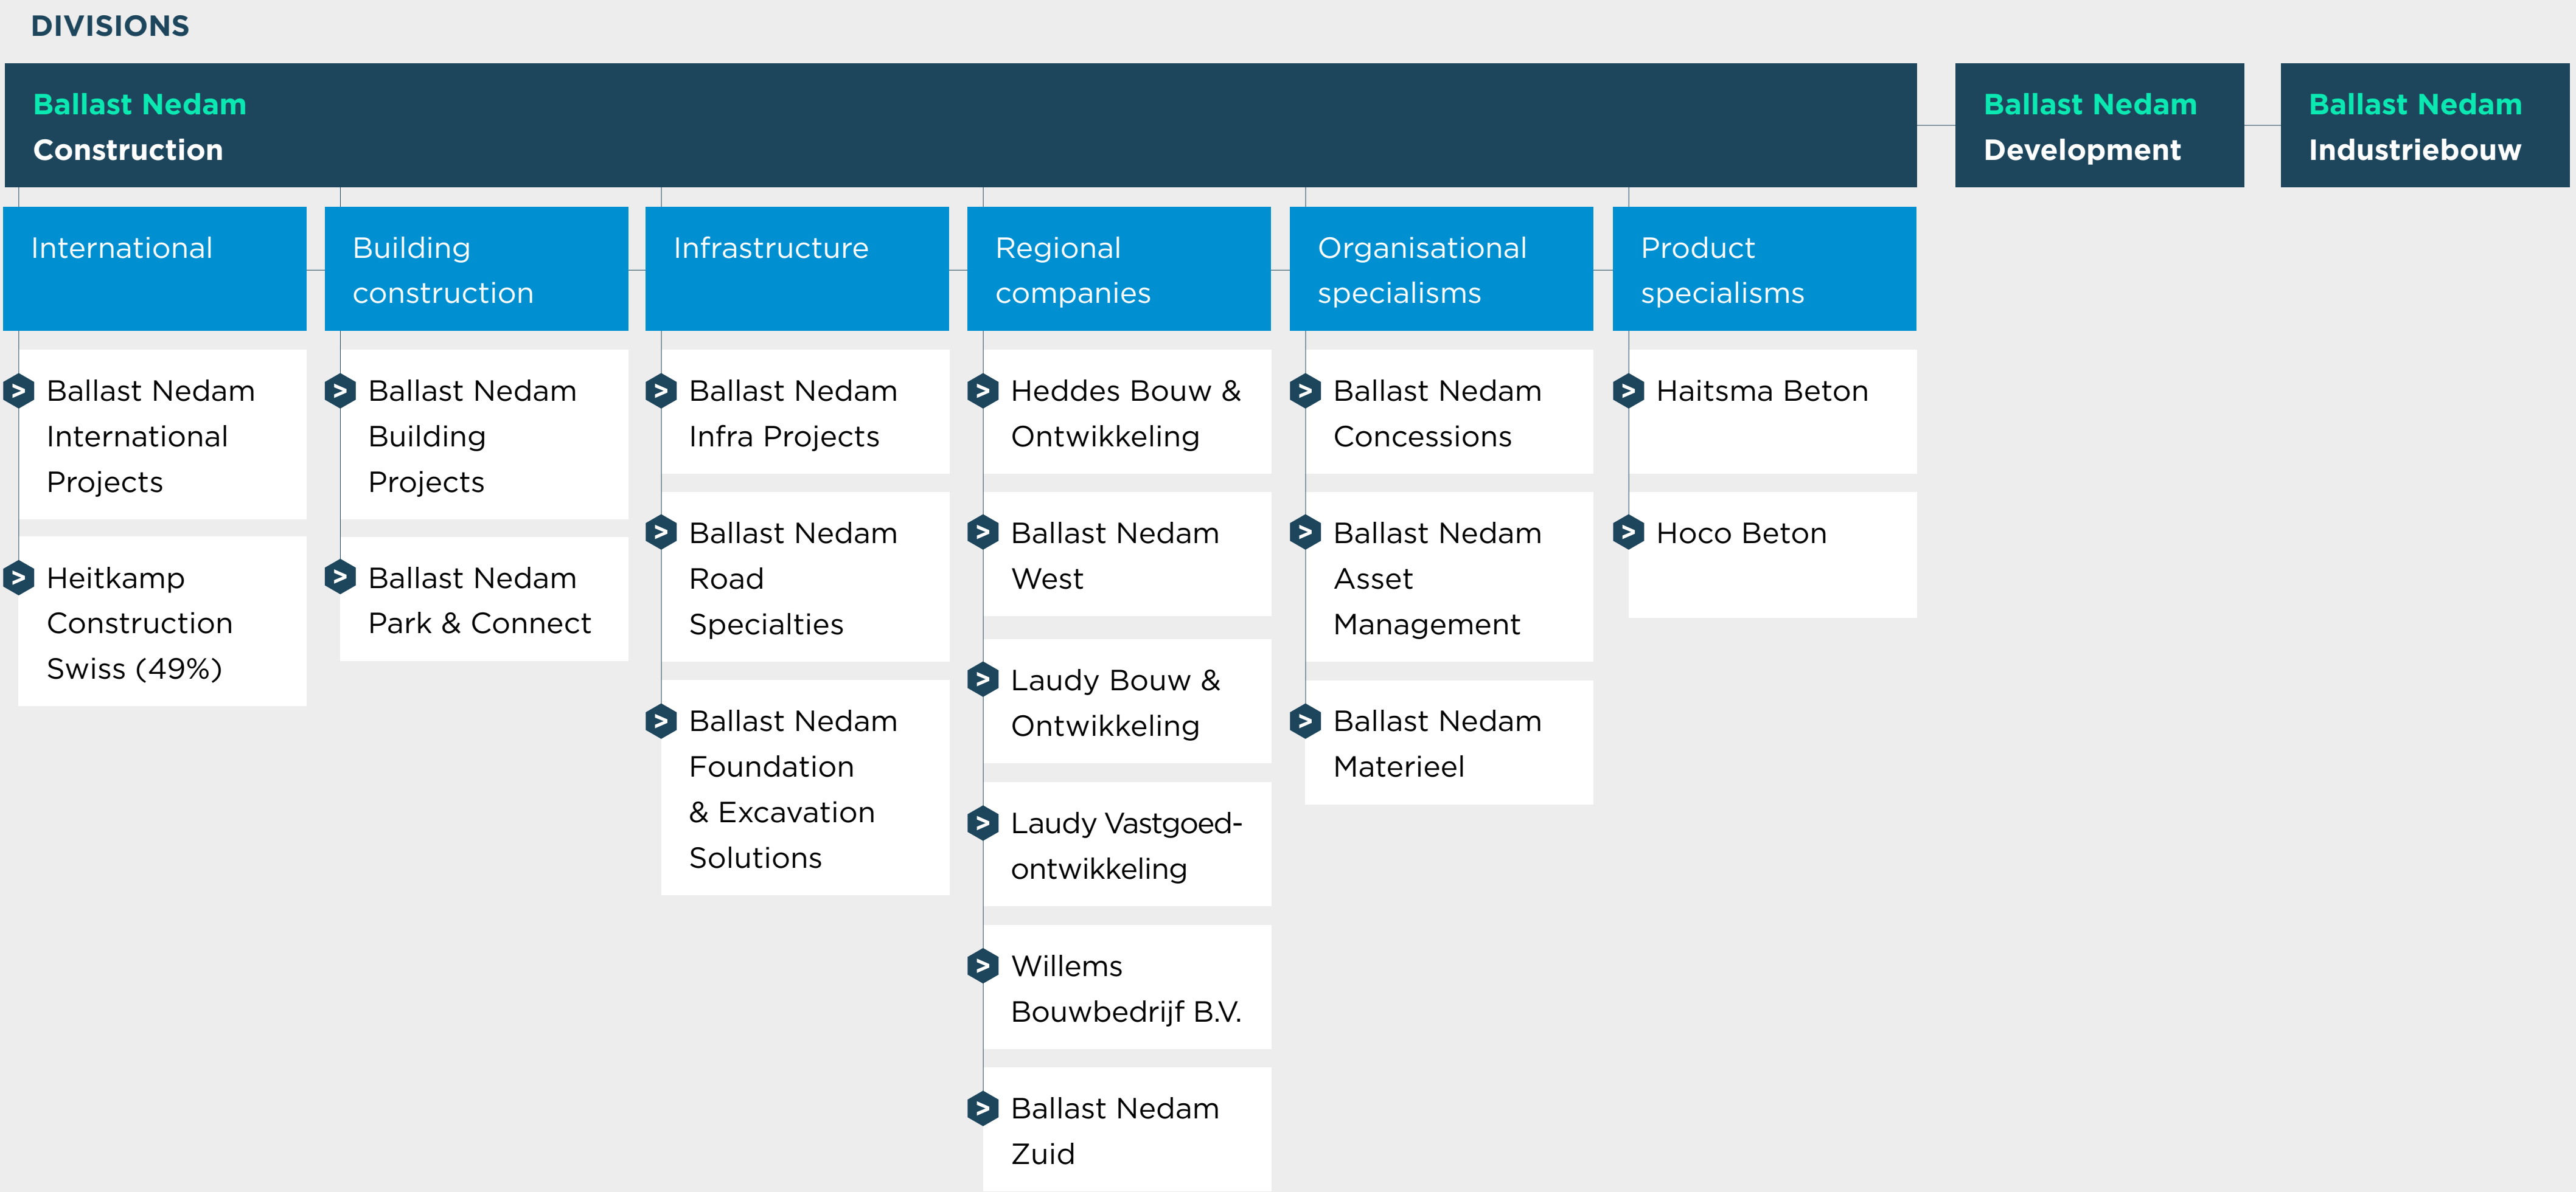 DIVISIONS
Ballast Nedam
Construction
Ballast Nedam
Development
Ballast Nedam
Industriebouw
International
Building
construction
Infrastructure
Regional
companies
Organisational
specialisms
Product
specialisms
> Ballast Nedam
International
Projects
> Heitkamp
Construction
Swiss (49%)
> Ballast Nedam
Building
Projects
> Ballast Nedam
Park & Connect
> Ballast Nedam
Infra Projects
> Ballast Nedam
Road
Specialties
> Ballast Nedam
Foundation
& Excavation
Solutions
> Heddes Bouw &
Ontwikkeling
> Ballast Nedam
West
> Laudy Bouw &
Ontwikkeling
> Laudy Vastgoed-
ontwikkeling
> Willems
Bouwbedrijf B.V.
> Ballast Nedam
Zuid
> Ballast Nedam
Concessions
> Ballast Nedam
Asset
Management
> Ballast Nedam
Materieel
> Haitsma Beton
> Hoco Beton